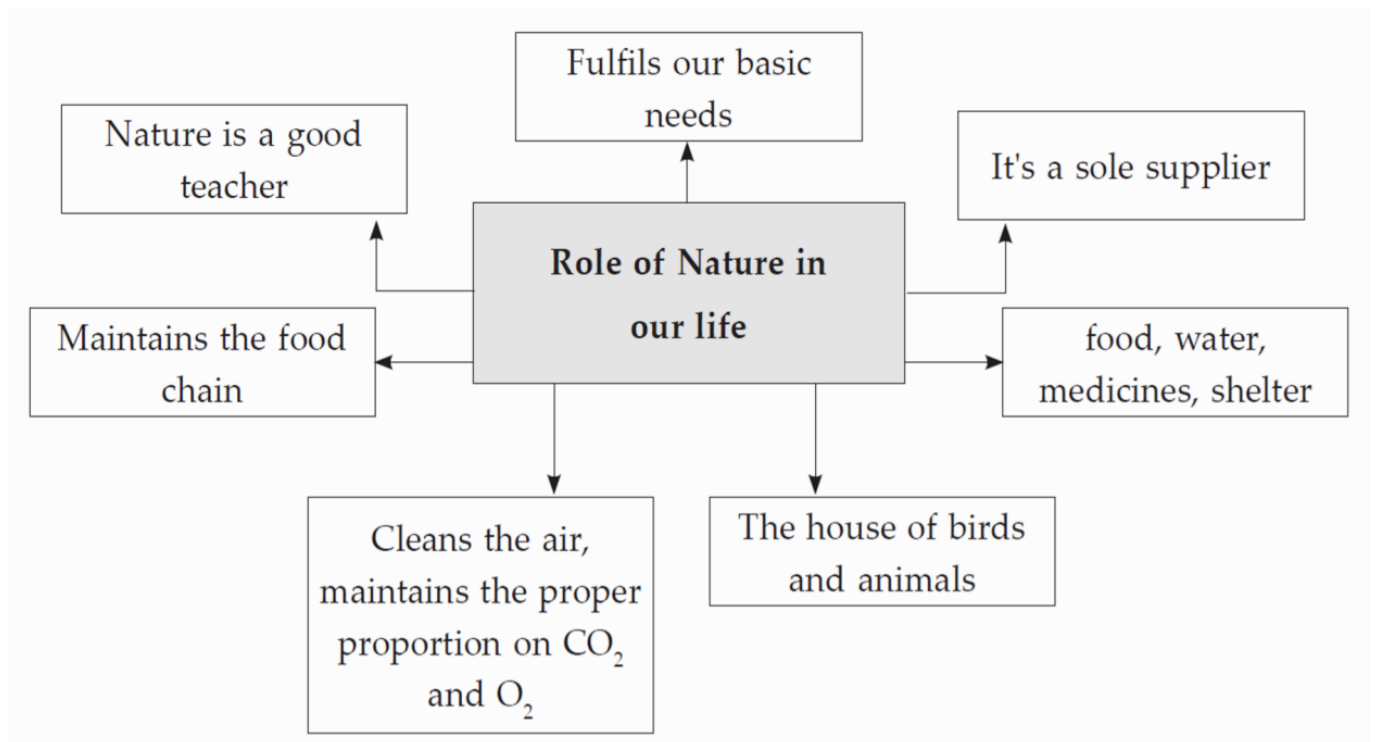 Fulfils our basic
needs
Nature is a good
teacher
It's a sole supplier
Role of Nature in
our life
Maintains the food
chain
food, water,
medicines, shelter
Cleans the air,
maintains the proper
proportion on CO₂
and O₂
The house of birds
and animals